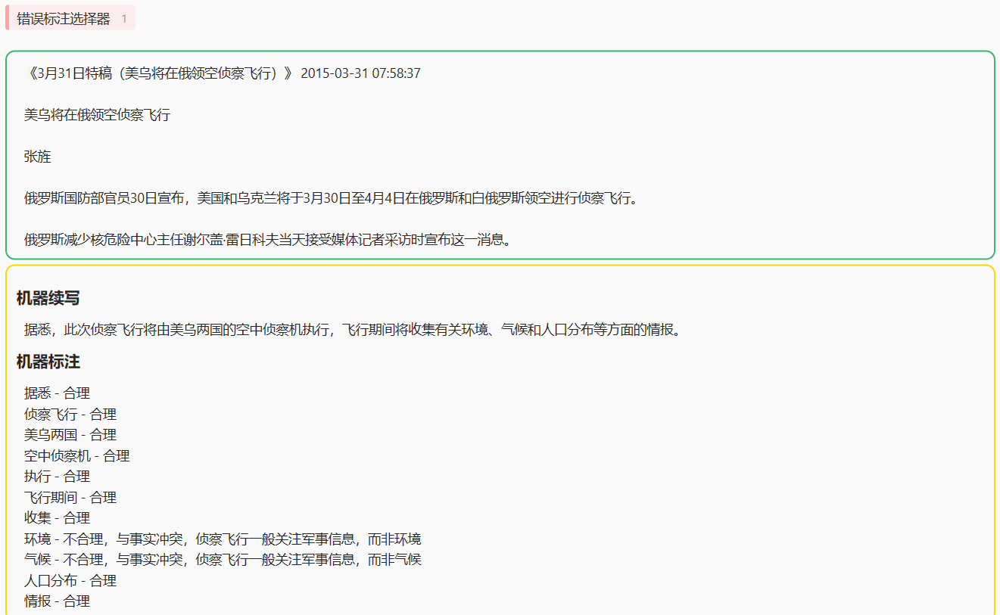 错误标注选择器 1
《3月31日特稿（美乌将在俄领空侦察飞行）》 2015-03-31 07:58:37
美乌将在俄领空侦察飞行
张旌
俄罗斯国防部官员30日宣布，美国和乌克兰将于3月30日至4月4日在俄罗斯和白俄罗斯领空进行侦察飞行。
俄罗斯减少核危险中心主任谢尔盖·雷日科夫当天接受媒体记者采访时宣布这一消息。
机器续写
据悉，此次侦察飞行将由美乌两国的空中侦察机执行，飞行期间将收集有关环境、气候和人口分布等方面的情报。
机器标注
据悉 - 合理
侦察飞行 - 合理
美乌两国 - 合理
空中侦察机 - 合理
执行 - 合理
飞行期间 - 合理
收集 - 合理
环境 - 不合理，与事实冲突，侦察飞行一般关注军事信息，而非环境
气候 - 不合理，与事实冲突，侦察飞行一般关注军事信息，而非气候
人口分布 - 合理
情报 - 合理